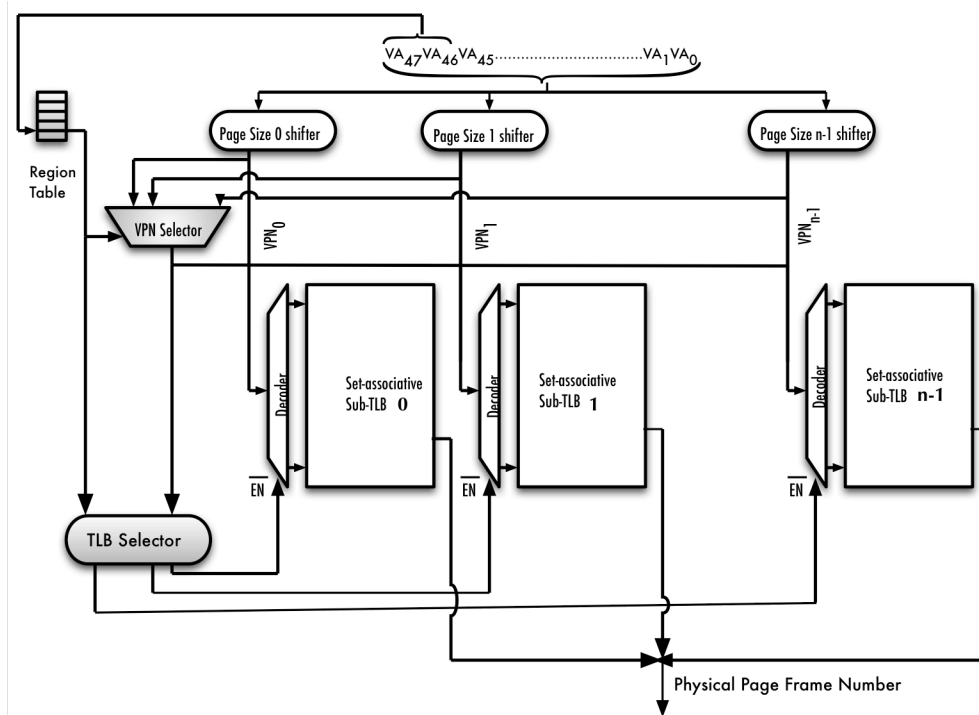 VA47VA46VA45......................................VA1VA0
Page Size 0 shifter
Page Size 1 shifter
Page Size n-1 shifter
Region
Table
VPN Selector
VPN0
VPN1
VPNn-1
Decoder
Set-associative
Sub-TLB 0
Decoder
Set-associative
Sub-TLB 1
Decoder
Set-associative
Sub-TLB n-1
EN
EN
EN
TLB Selector
Physical Page Frame Number